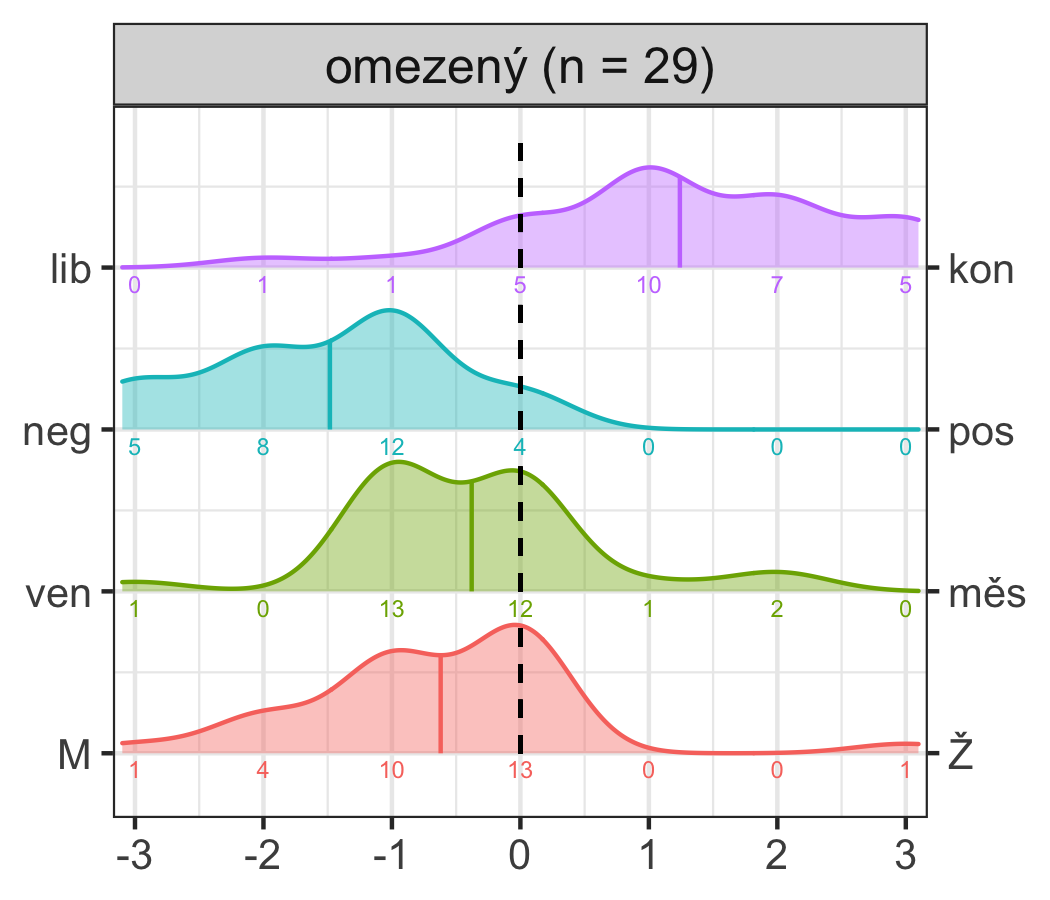 omezený (n = 29)
lib kon
0 1 1 5 10 7 5
neg pos
5 8 12 4 0 0 0
ven měs
1 0 13 12 1 2 0
M Ž
1 4 10 13 0 0 1
-3 -2 -1 0 1 2 3